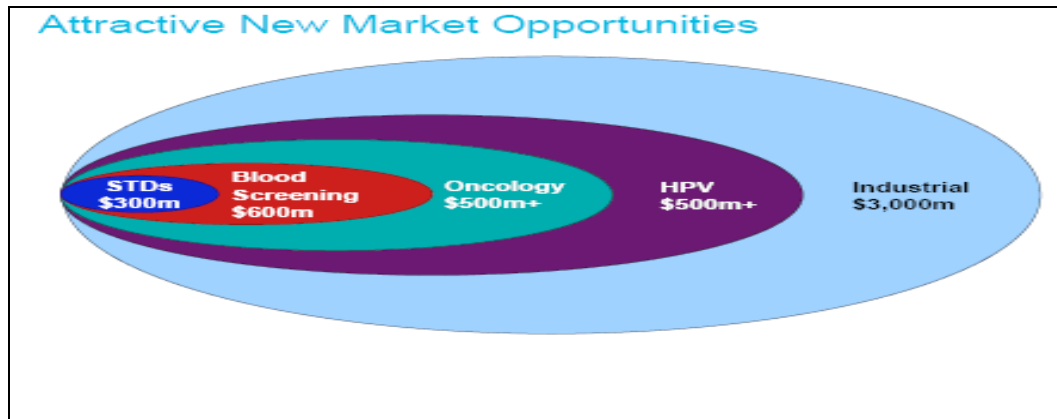 Attractive New Market Opportunities
STDs
$300m
Blood
Screening
$600m
Oncology
$500m+
HPV
$500m+
Industrial
$3,000m